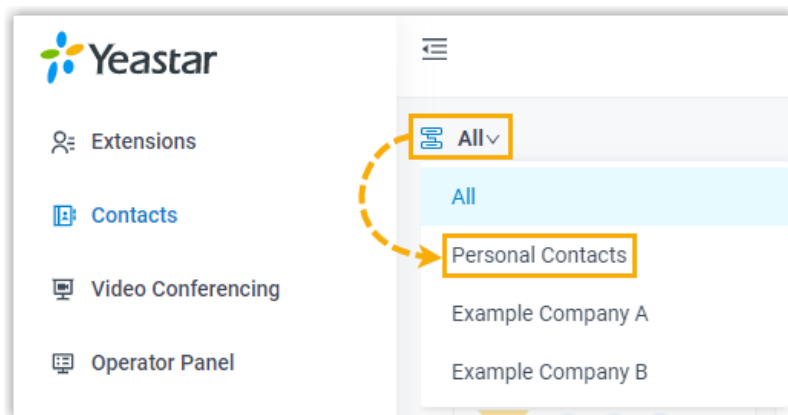 Yeastar
Extensions
Contacts
Video Conferencing
Operator Panel
All
All
Personal Contacts
Example Company A
Example Company B